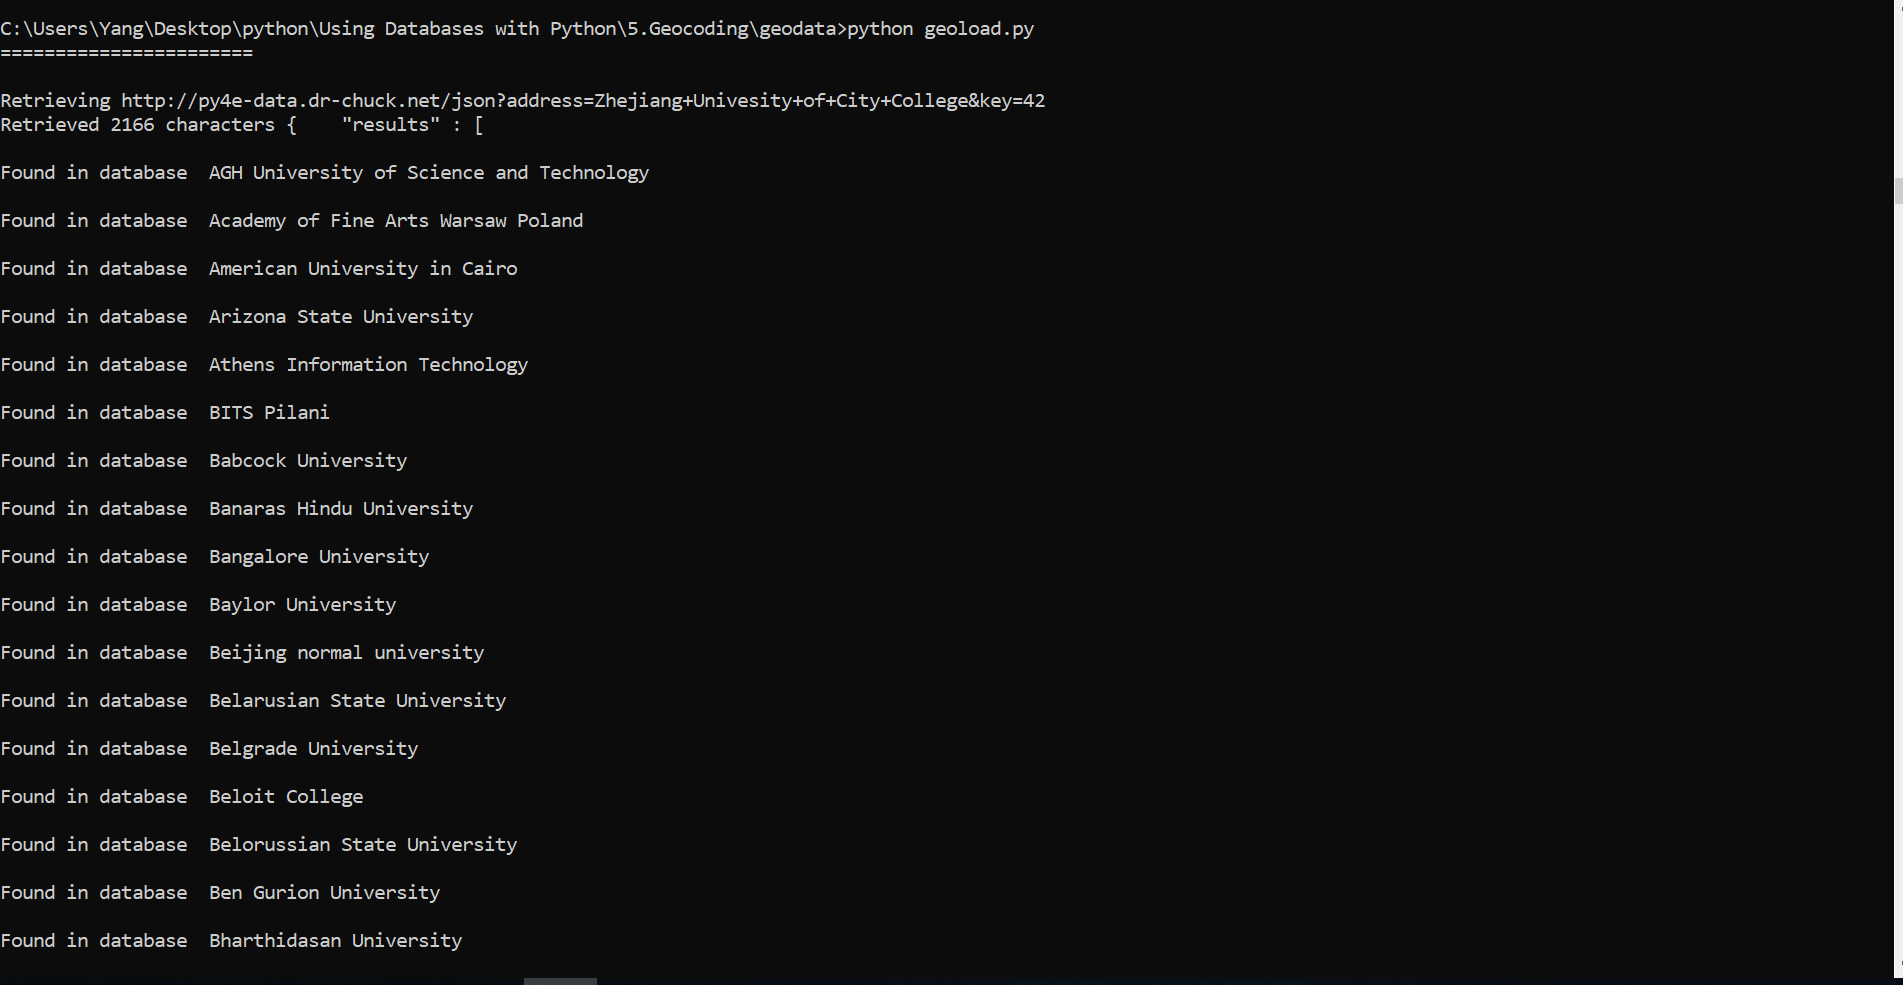 C:\Users\Yang\Desktop\python\Using Databases with Python\5.Geocoding\geodata>python geoload.py
=======================
Retrieving http://py4e-data.dr-chuck.net/json?address=Zhejiang+Univesity+of+City+College&key=42
Retrieved 2166 characters {    "results" : [
Found in database  AGH University of Science and Technology
Found in database  Academy of Fine Arts Warsaw Poland
Found in database  American University in Cairo
Found in database  Arizona State University
Found in database  Athens Information Technology
Found in database  BITS Pilani
Found in database  Babcock University
Found in database  Banaras Hindu University
Found in database  Bangalore University
Found in database  Baylor University
Found in database  Beijing normal university
Found in database  Belarusian State University
Found in database  Belgrade University
Found in database  Beloit College
Found in database  Belorussian State University
Found in database  Ben Gurion University
Found in database  Bharthidasan University